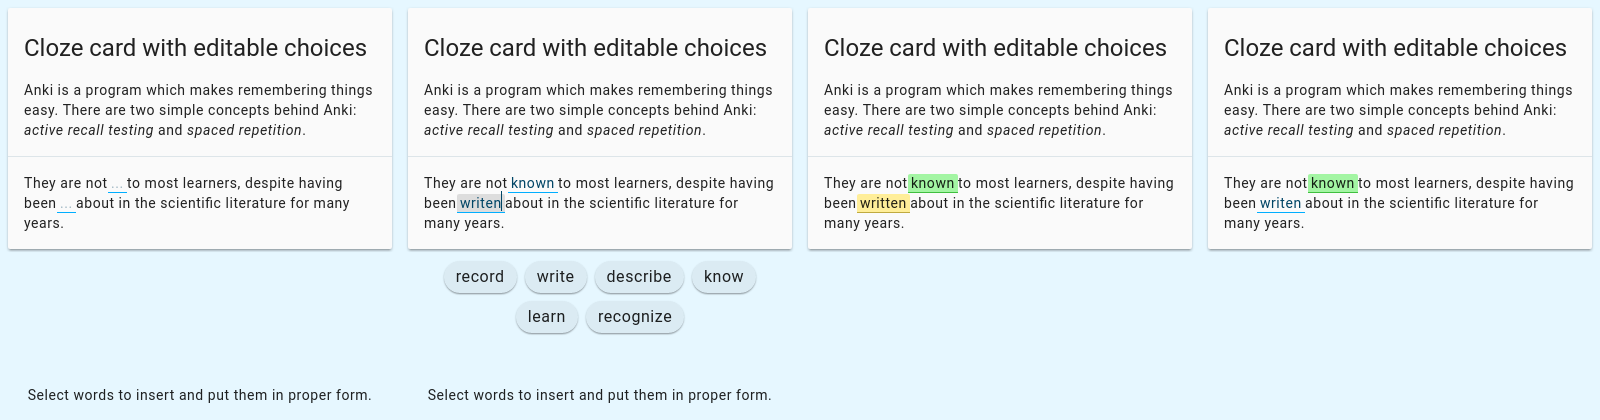 Cloze card with editable choices
Anki is a program which makes remembering things
easy. There are two simple concepts behind Anki:
active recall testing and spaced repetition.
They are not ... to most learners, despite having
been ... about in the scientific literature for many
years.
Select words to insert and put them in proper form.
Cloze card with editable choices
Anki is a program which makes remembering things
easy. There are two simple concepts behind Anki:
active recall testing and spaced repetition.
They are not known to most learners, despite having
been writen about in the scientific literature for
many years.
record write describe know
learn recognize
Select words to insert and put them in proper form.
Cloze card with editable choices
Anki is a program which makes remembering things
easy. There are two simple concepts behind Anki:
active recall testing and spaced repetition.
They are not known to most learners, despite having
been written about in the scientific literature for
many years.
Cloze card with editable choices
Anki is a program which makes remembering things
easy. There are two simple concepts behind Anki:
active recall testing and spaced repetition.
They are not known to most learners, despite having
been writen about in the scientific literature for
many years.